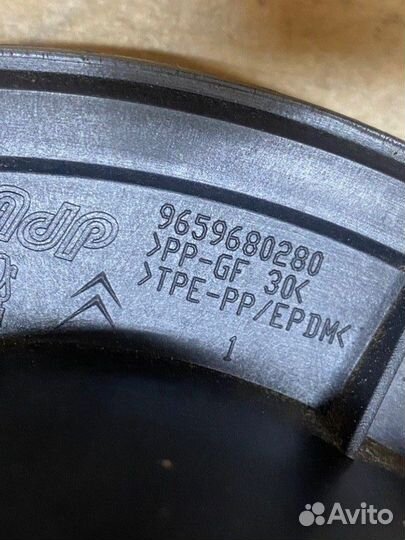 9659680280
>PP-GF 30<
>TPE-PP/EPDM<
1
Avito